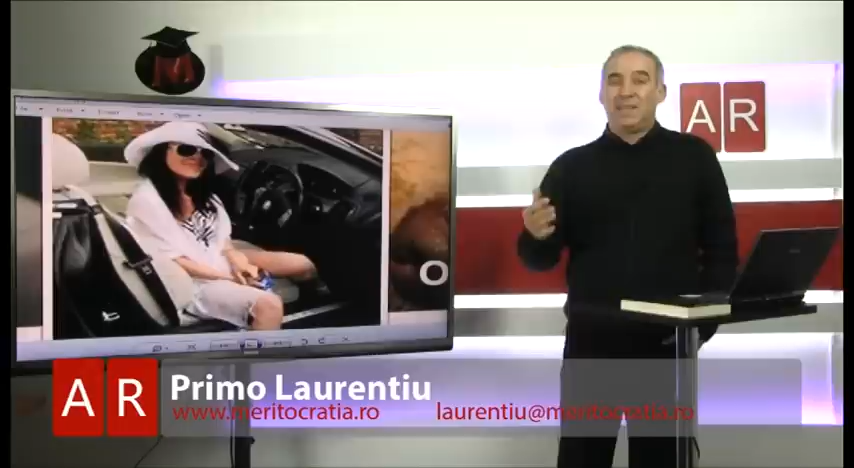 AR
O
AR
Primo Laurentiu
www.meritocratia.ro
laurentiu@meritocratia.ro